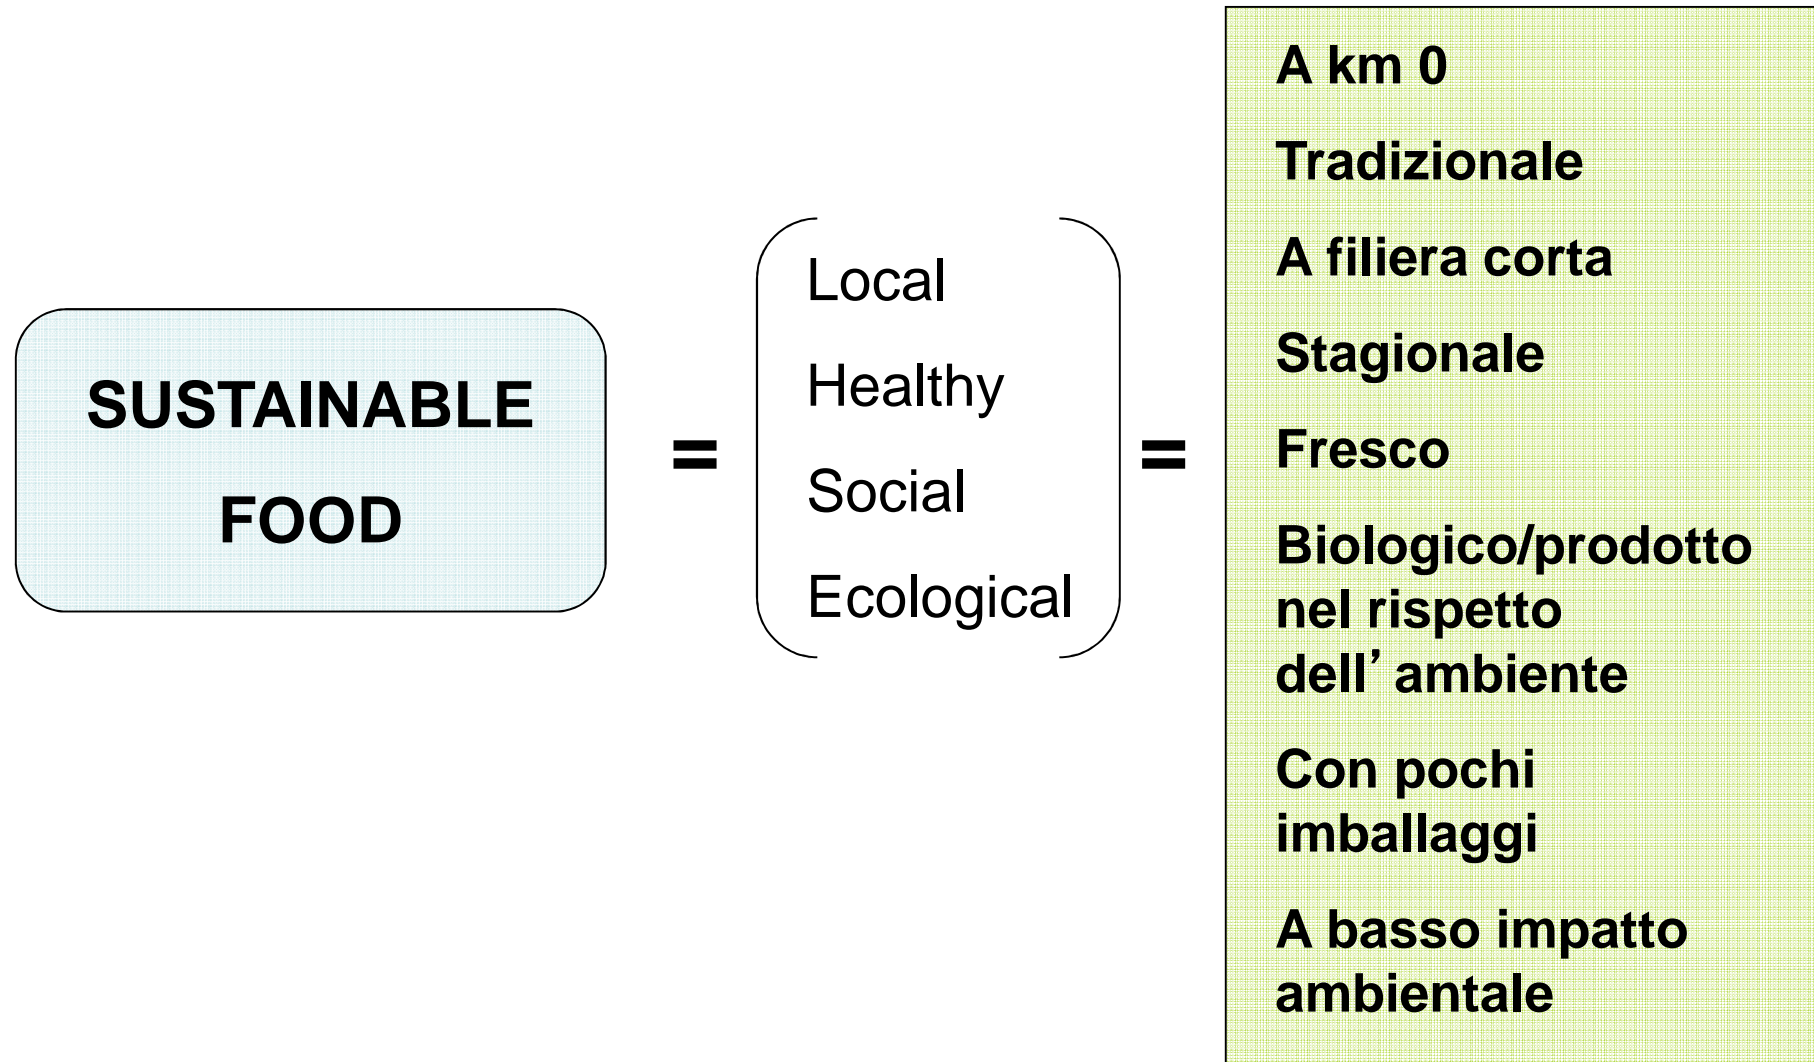 SUSTAINABLE
FOOD
=
Local
Healthy
Social
Ecological
=
A km 0
Tradizionale
A filiera corta
Stagionale
Fresco
Biologico/prodotto
nel rispetto
dell’ ambiente
Con pochi
imballaggi
A basso impatto
ambientale